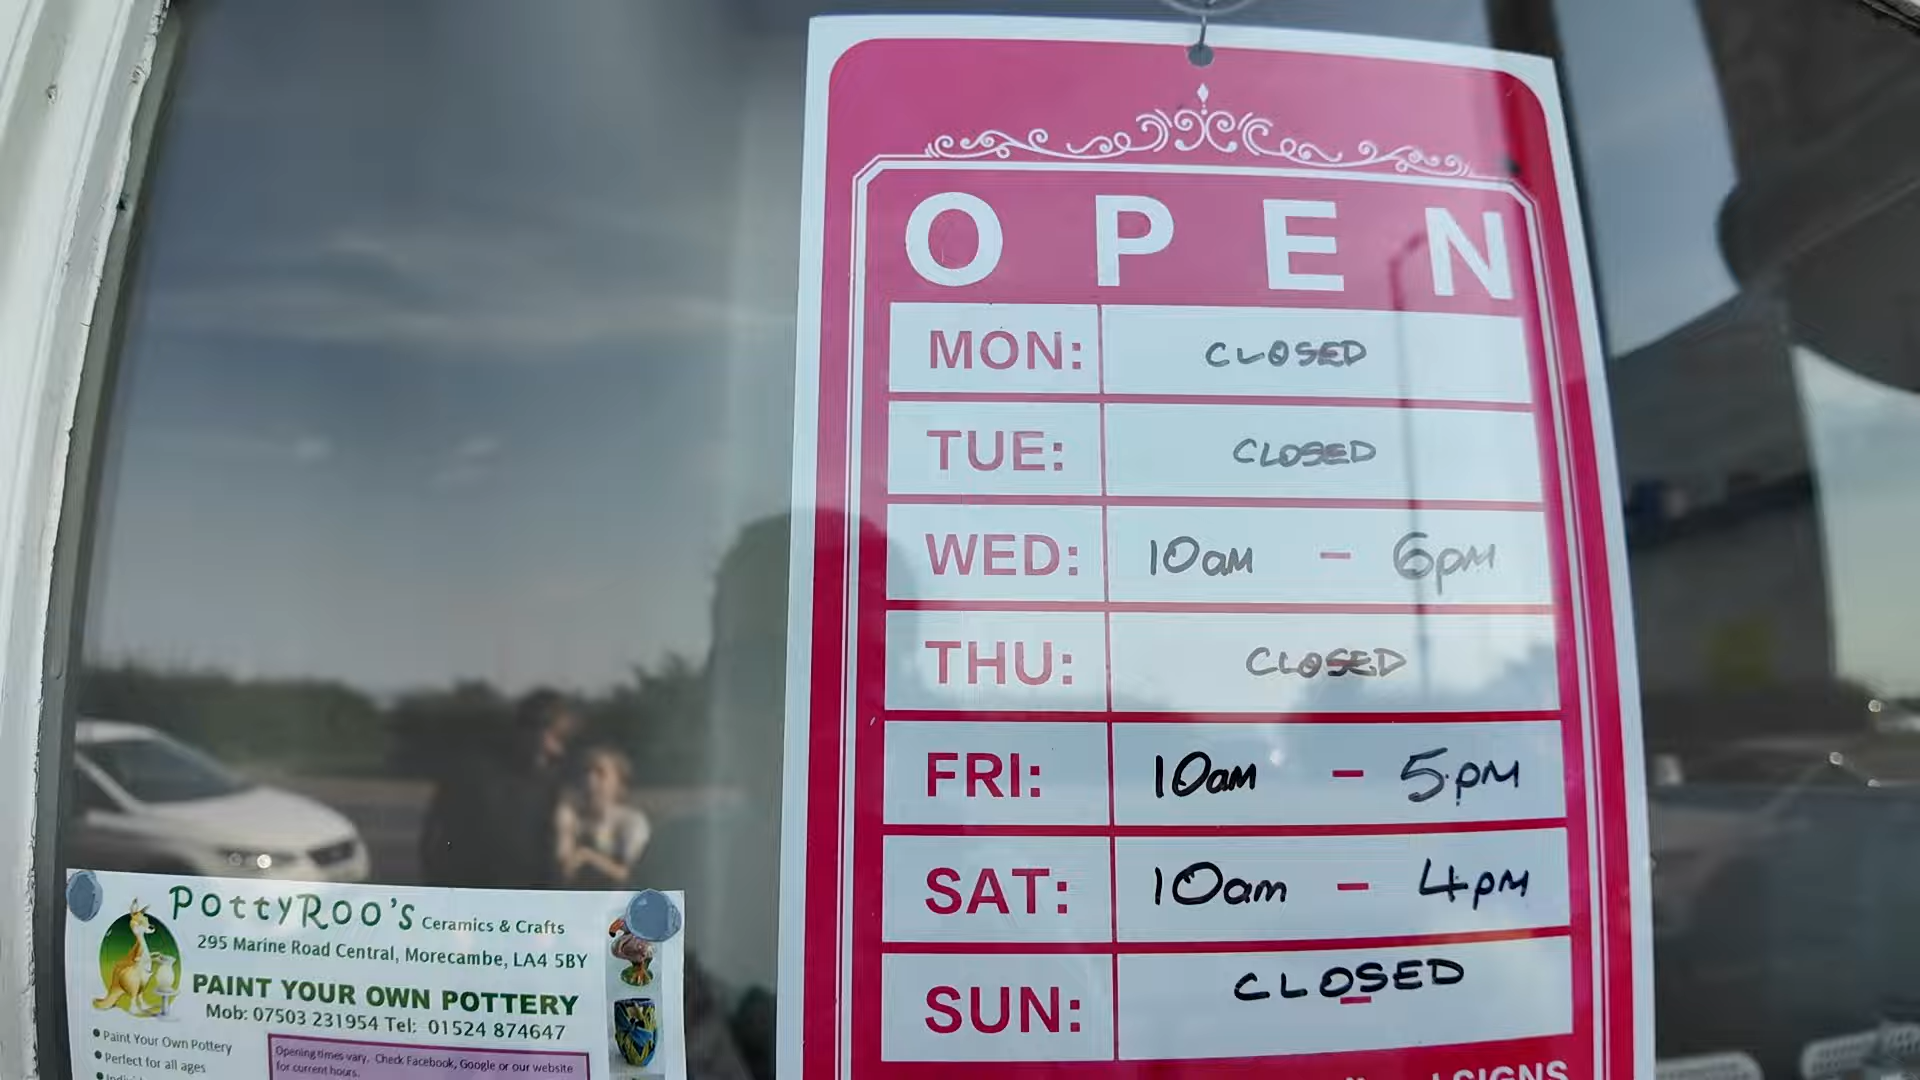 OPEN
MON: CLOSED
TUE: CLOSED
WED: 10am - 6pm
THU: CLOSED
FRI: 10am - 5pm
SAT: 10am - 4pm
SUN: CLOSED
SIGNS
POTTYROO'S Ceramics & Crafts
295 Marine Road Central, Morecambe, LA4 5BY
PAINT YOUR OWN POTTERY
Mob: 07503 231954 Tel: 01524 874647
Paint Your Own Pottery
Perfect for all ages
Opening times vary. Check Facebook, Google or our website
for current hours.